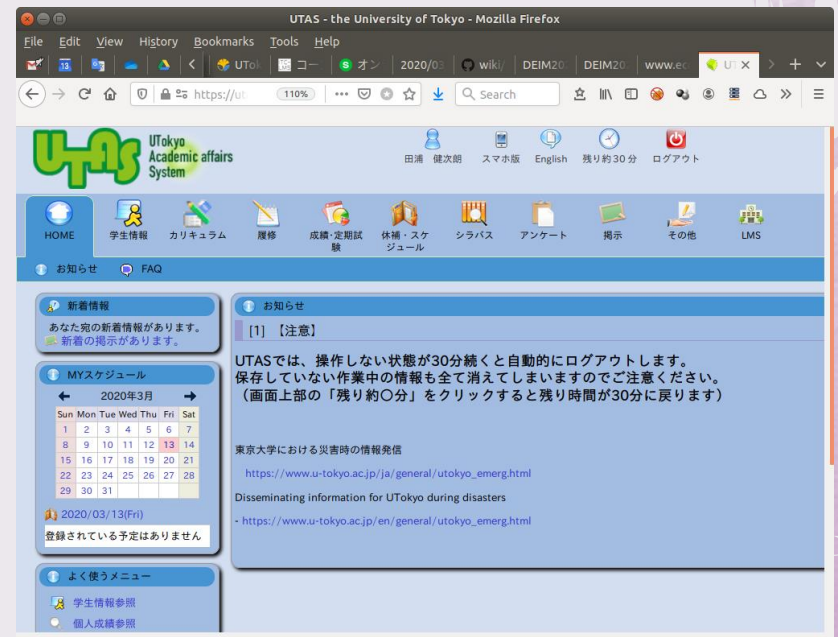 UTAS - the University of Tokyo - Mozilla Firefox
File Edit View History Bookmarks Tools Help
13 UTok コー オン 2020/03 wiki/ DEIM20 DEIM20 www.ec UT
https://ut 110% Search
UTAS
UTokyo
Academic affairs
System
田浦 健次朗 スマホ版 English 残り約30分 ログアウト
HOME 学生情報 カリキュラム 履修 成績・定期試験 休補・スケジュール シラバス アンケート 掲示 その他 LMS
お知らせ FAQ
新着情報
あなた宛の新着情報があります。
新着の掲示があります。
MYスケジュール
2020年3月
Sun Mon Tue Wed Thu Fri Sat
1 2 3 4 5 6 7
8 9 10 11 12 13 14
15 16 17 18 19 20 21
22 23 24 25 26 27 28
29 30 31
2020/03/13(Fri)
登録されている予定はありません
よく使うメニュー
学生情報参照
個人成績参照
お知らせ
[1] 【注意】
UTASでは、操作しない状態が30分続くと自動的にログアウトします。
保存していない作業中の情報も全て消えてしまいますのでご注意ください。
（画面上部の「残り約○分」をクリックすると残り時間が30分に戻ります）
東京大学における災害時の情報発信
https://www.u-tokyo.ac.jp/ja/general/utokyo_emerg.html
Disseminating information for UTokyo during disasters
- https://www.u-tokyo.ac.jp/en/general/utokyo_emerg.html